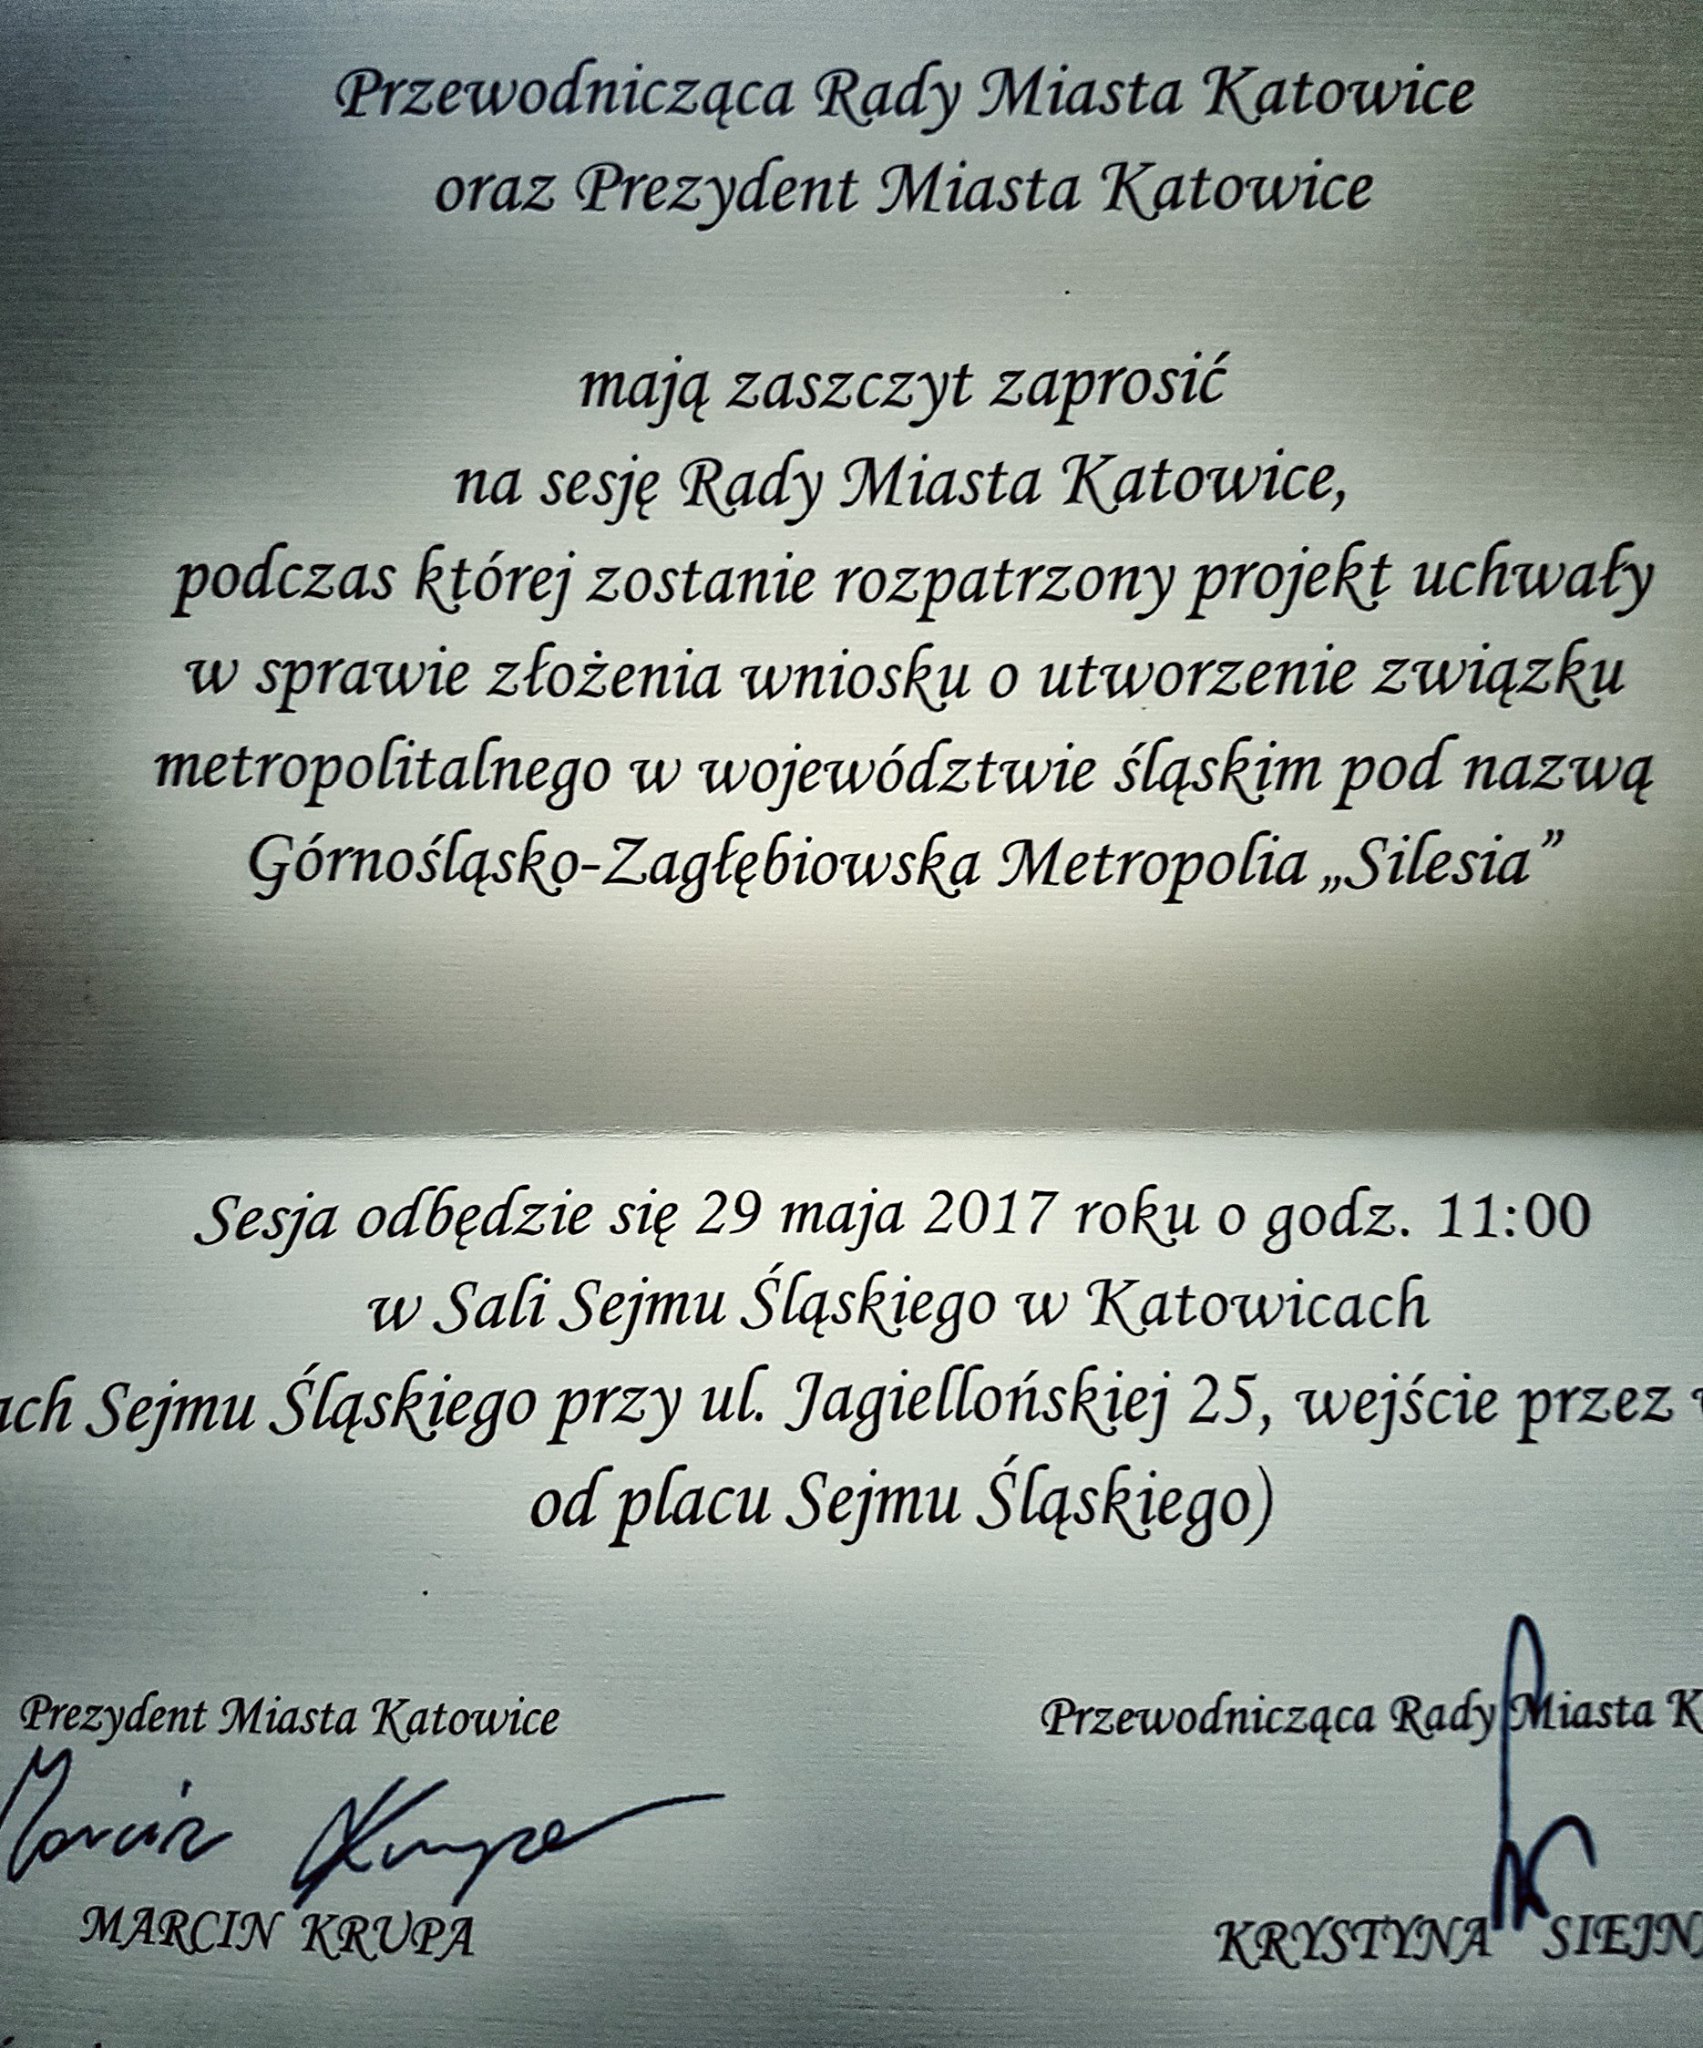 Przewodnicząca Rady Miasta Katowice
oraz Prezydent Miasta Katowice
mają zaszczyt zaprosić
na sesję Rady Miasta Katowice,
podczas której zostanie rozpatrzony projekt uchwały
w sprawie złożenia wniosku o utworzenie związku
metropolitalnego w województwie śląskim pod nazwą
Górnośląsko-Zagłębiowska Metropolia „Silesia”
Sesja odbędzie się 29 maja 2017 roku o godz. 11:00
w Sali Sejmu Śląskiego w Katowicach
Sejmu Śląskiego przy ul. Jagiellońskiej 25, wejście przez
od placu Sejmu Śląskiego)
Prezydent Miasta Katowice
Przewodnicząca Rady Miasta K
Marcin Krupa
MARCIN KRUPA
KRYSTYNA SIEJN